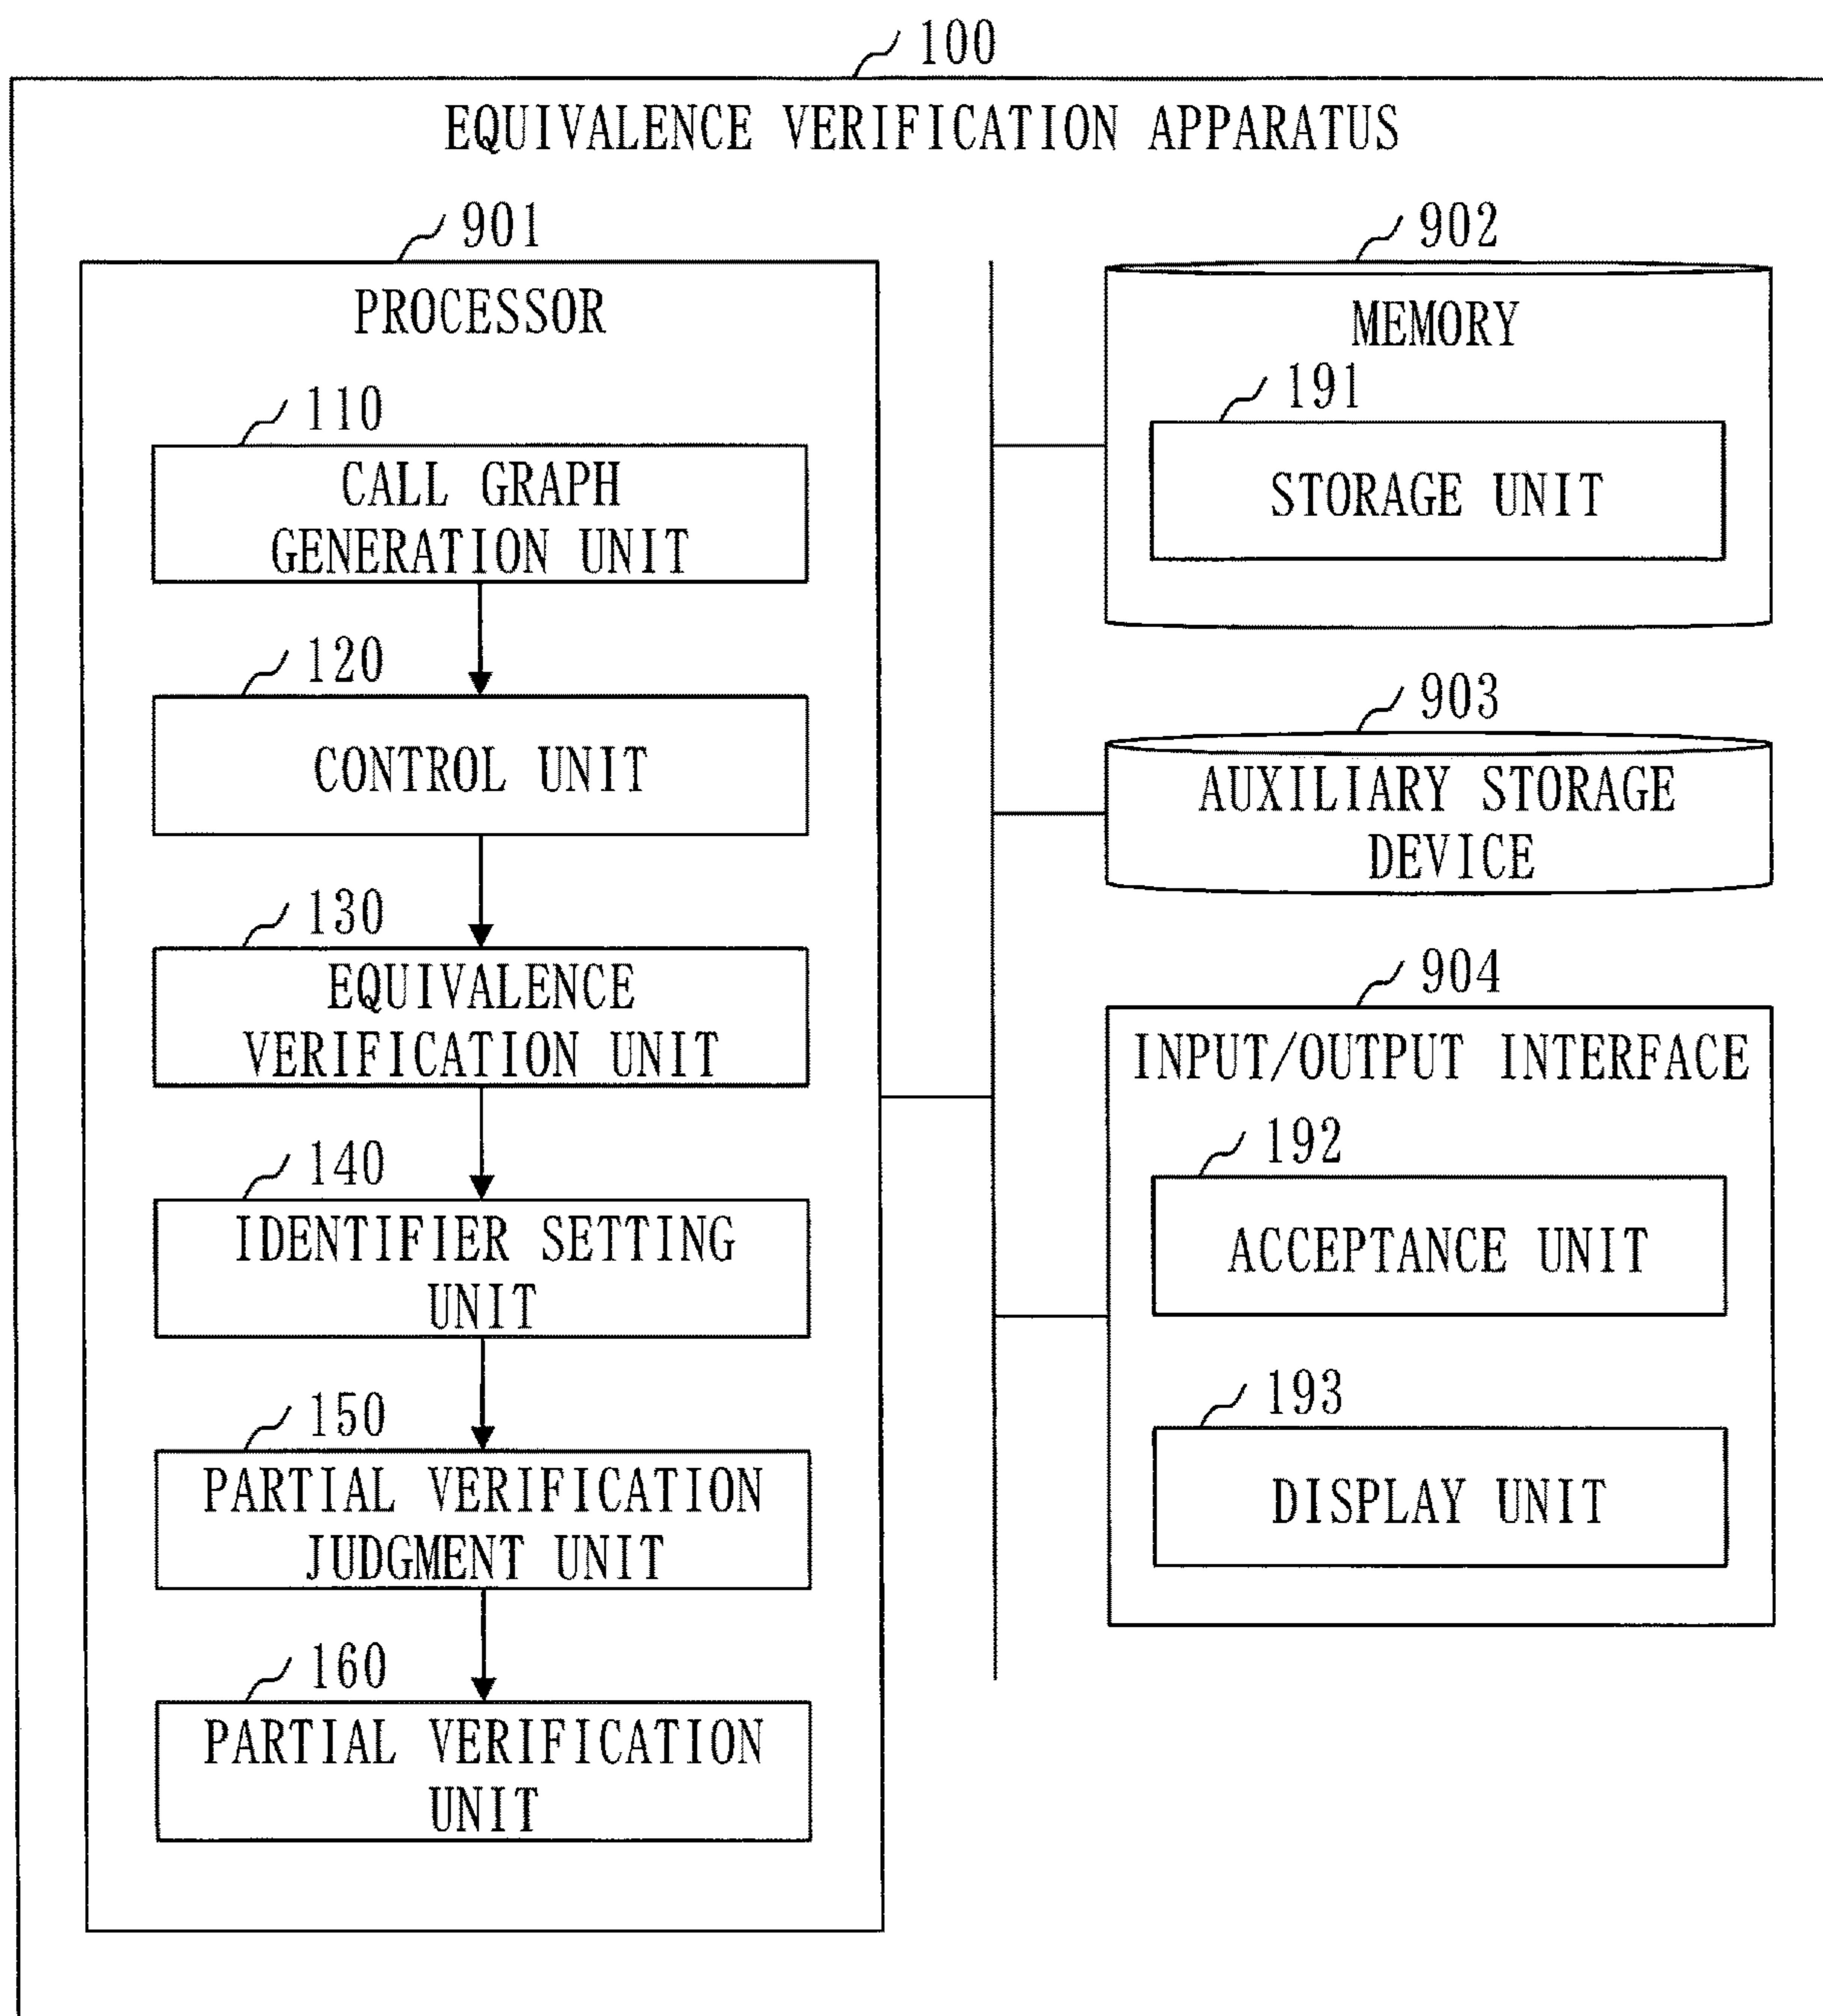 100
EQUIVALENCE VERIFICATION APPARATUS
901
PROCESSOR
110
CALL GRAPH
GENERATION UNIT
120
CONTROL UNIT
130
EQUIVALENCE
VERIFICATION UNIT
140
IDENTIFIER SETTING
UNIT
150
PARTIAL VERIFICATION
JUDGMENT UNIT
160
PARTIAL VERIFICATION
UNIT
902
MEMORY
191
STORAGE UNIT
903
AUXILIARY STORAGE
DEVICE
904
INPUT/OUTPUT INTERFACE
192
ACCEPTANCE UNIT
193
DISPLAY UNIT